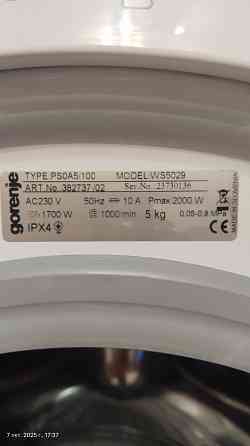 gorenje
TYPE PS0A5/100 MODEL:WS5029
ART.No.:382737/02 Ser.No.:23730136
AC230 V 50Hz 10 A Pmax 2000 W
1700 W 1000/min 5 kg 0,05-0,8 MPa
IPX4 CE
MADE IN SLOVENIA
7 окт. 2025 г., 17:37